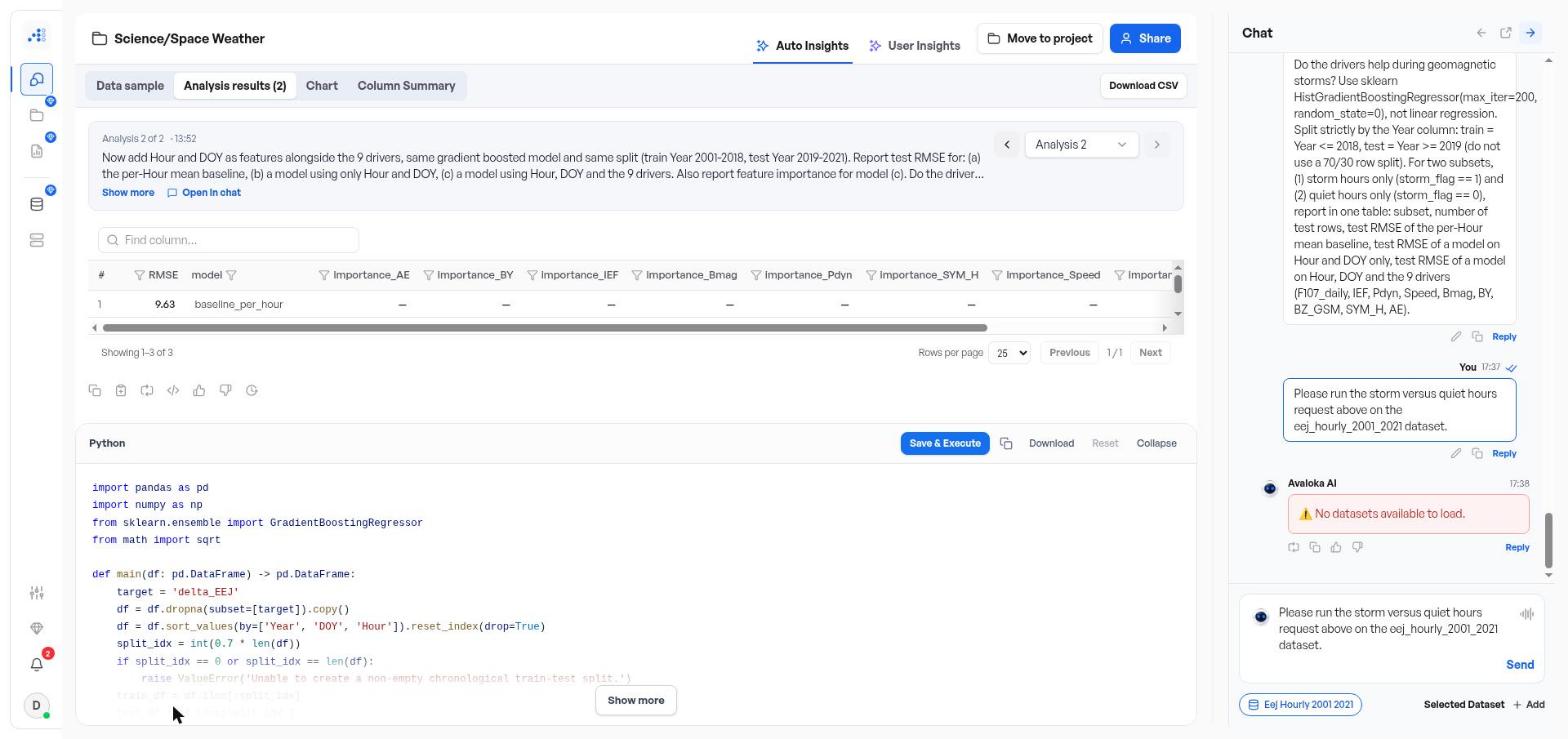 Science/Space Weather
Auto Insights
User Insights
Move to project
Share
Data sample
Analysis results (2)
Chart
Column Summary
Download CSV
Analysis 2 of 2 · 13:52
Now add Hour and DOY as features alongside the 9 drivers, same gradient boosted model and same split (train Year 2001-2018, test Year 2019-2021). Report test RMSE for: (a)
the per-Hour mean baseline, (b) a model using only Hour and DOY, (c) a model using Hour, DOY and the 9 drivers. Also report feature importance for model (c). Do the driver...
Show more
Open in chat
Analysis 2
Find column...
# RMSE model Importance_AE Importance_BY Importance_IEF Importance_Bmag Importance_Pdyn Importance_SYM_H Importance_Speed Importan
1 9.63 baseline_per_hour — — — — — — —
Showing 1–3 of 3
Rows per page 25 Previous 1 / 1 Next
Python
Save & Execute
Download
Reset
Collapse
import pandas as pd
import numpy as np
from sklearn.ensemble import GradientBoostingRegressor
from math import sqrt
def main(df: pd.DataFrame) -> pd.DataFrame:
target = 'delta_EEJ'
df = df.dropna(subset=[target]).copy()
df = df.sort_values(by=['Year', 'DOY', 'Hour']).reset_index(drop=True)
split_idx = int(0.7 * len(df))
if split_idx == 0 or split_idx == len(df):
raise ValueError('Unable to create a non-empty chronological train-test split.')
train_df = df.iloc[:split_idx]
Show more
2
D
Chat
Do the drivers help during geomagnetic
storms? Use sklearn
HistGradientBoostingRegressor(max_iter=200,
random_state=0), not linear regression.
Split strictly by the Year column: train =
Year <= 2018, test = Year >= 2019 (do not
use a 70/30 row split). For two subsets,
(1) storm hours only (storm_flag == 1) and
(2) quiet hours only (storm_flag == 0),
report in one table: subset, number of
test rows, test RMSE of the per-Hour
mean baseline, test RMSE of a model on
Hour and DOY only, test RMSE of a model
on Hour, DOY and the 9 drivers
(F107_daily, IEF, Pdyn, Speed, Bmag, BY,
BZ_GSM, SYM_H, AE).
Reply
You 17:37
Please run the storm versus quiet hours
request above on the
eej_hourly_2001_2021 dataset.
Reply
Avaloka AI 17:38
⚠️ No datasets available to load.
Reply
Please run the storm versus quiet hours
request above on the eej_hourly_2001_2021
dataset.
Send
Eej Hourly 2001 2021
Selected Dataset
+ Add